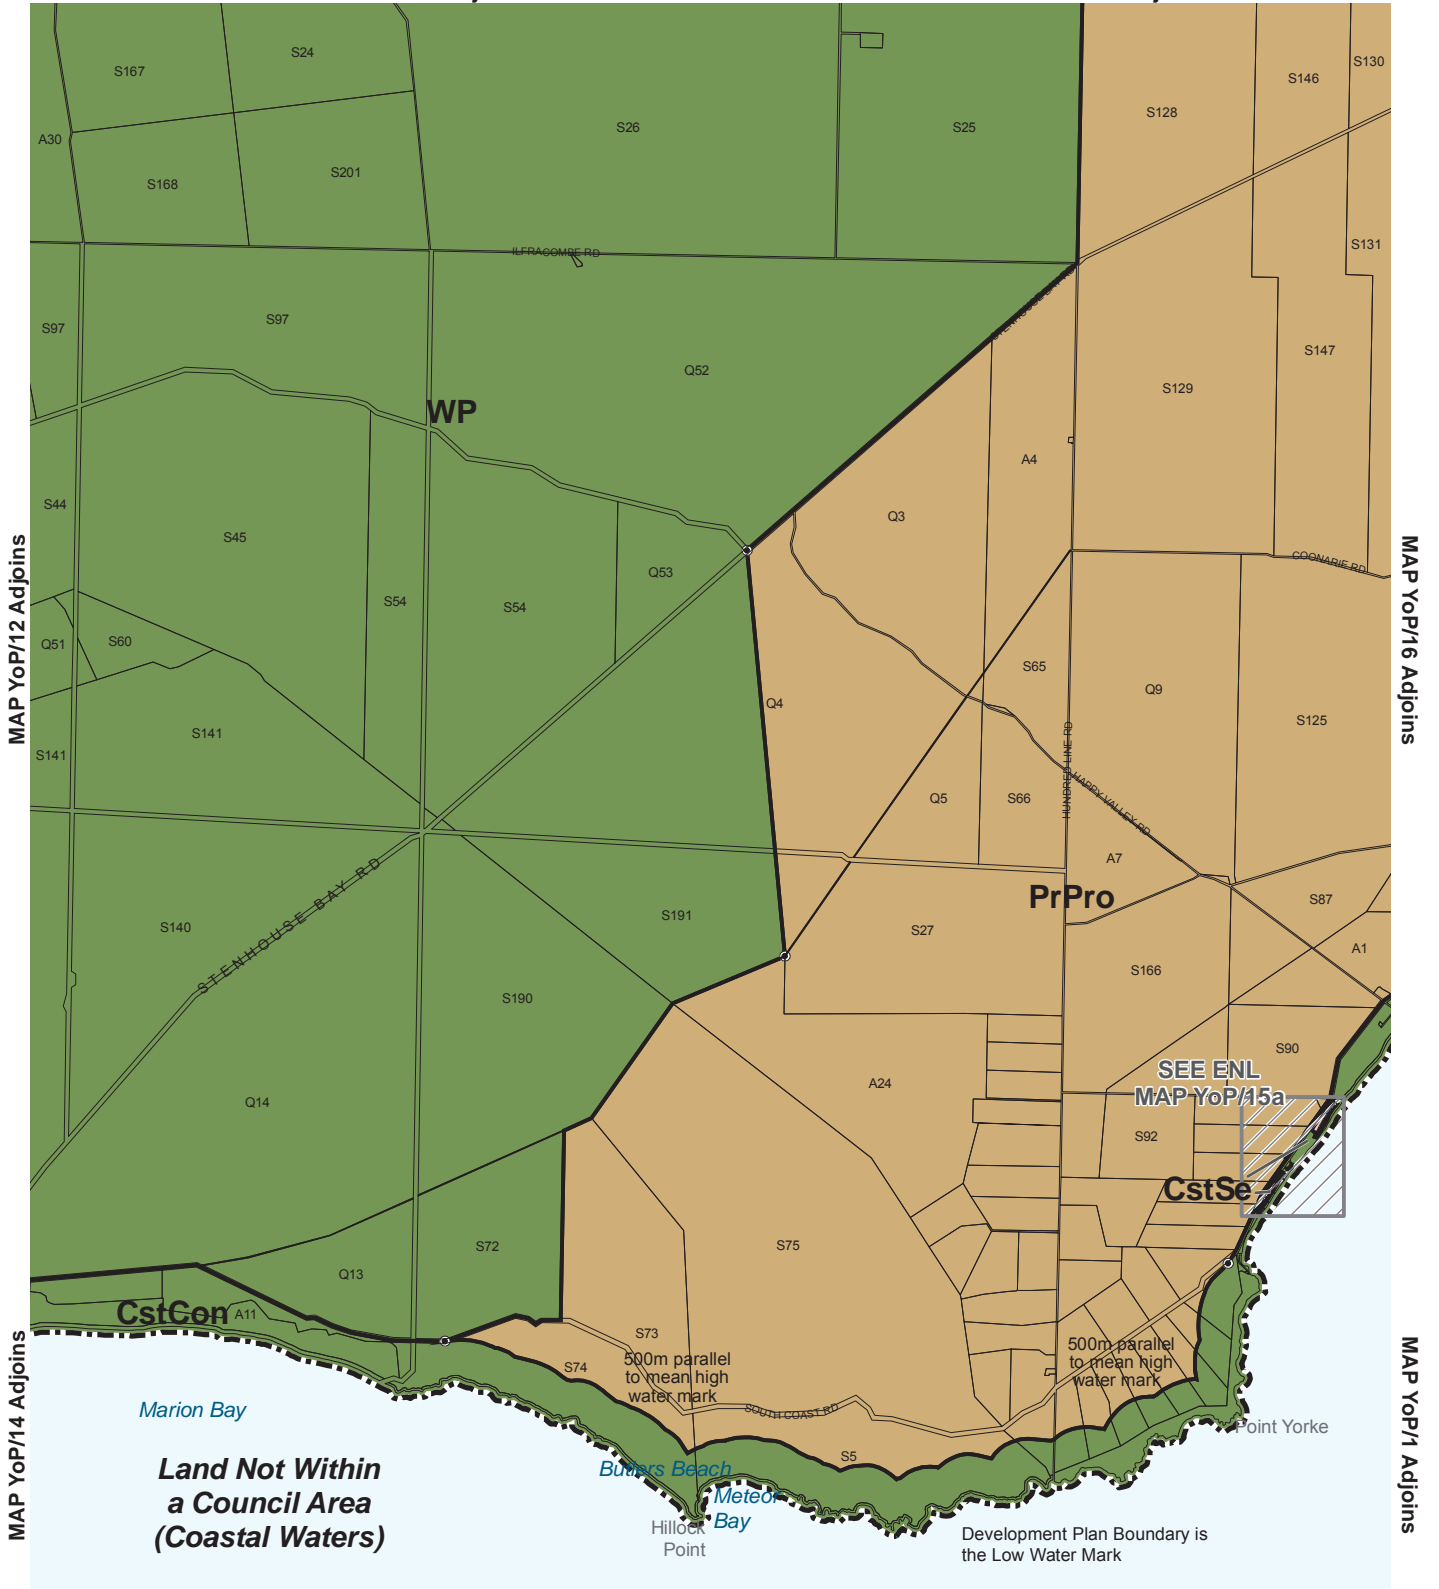 S167
S24
S26
S25
S128
S146
S130
A30
S168
S201
S131
ILFRACOMBE RD
S97
S97
Q52
S147
S129
WP
A4
S44
S45
Q3
COONARIE RD
S54
S54
Q53
Q51
S60
S65
Q9
Q4
S125
S141
S141
HUNDRED LINE RD
Q5
S66
HAPPY VALLEY RD
A7
PrPro
STENHOUSE BAY RD
S140
S191
S27
S87
A1
S166
S190
S90
SEE ENL
MAP YoP/15a
A24
Q14
S92
CstSe
S72
S75
Q13
CstCon
A11
S73
S74
500m parallel
to mean high
water mark
500m parallel
to mean high
water mark
SOUTH COAST RD
S5
Marion Bay
Point Yorke
Butlers Beach
Meteor
Bay
Hillock
Point
Land Not Within
a Council Area
(Coastal Waters)
Development Plan Boundary is
the Low Water Mark
MAP YoP/12 Adjoins
MAP YoP/14 Adjoins
MAP YoP/16 Adjoins
MAP YoP/1 Adjoins